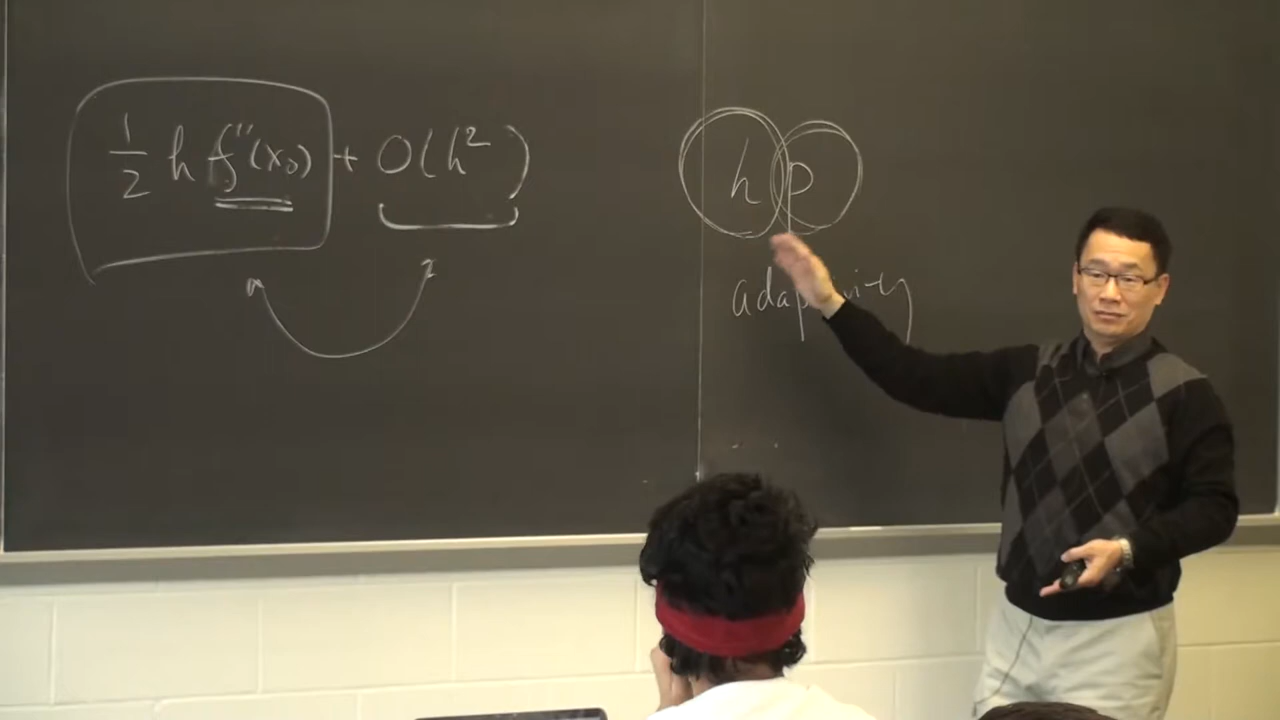 1/2 h f''(x₀) + O(h²)
h p
adaptivity